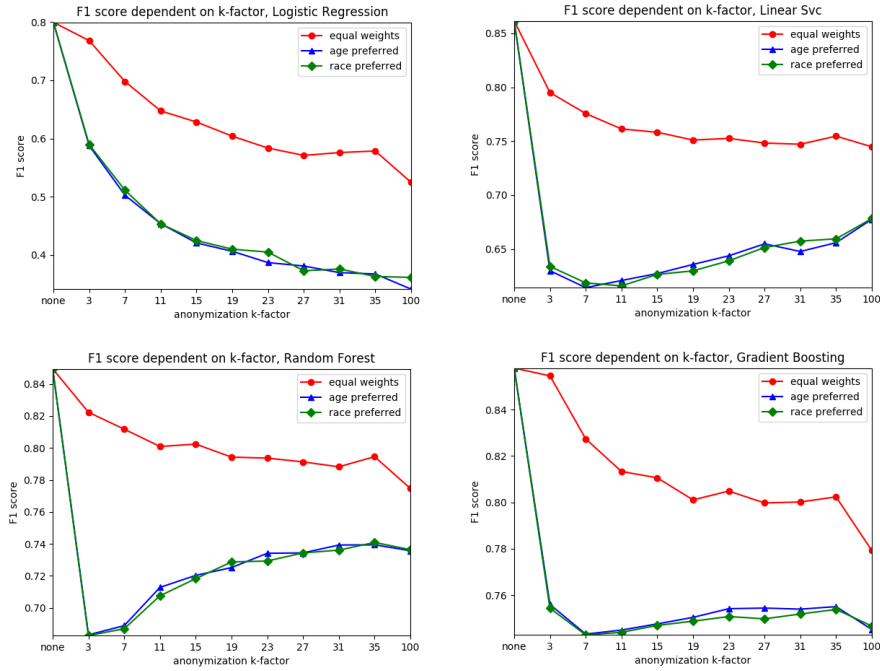 F1 score dependent on k-factor, Logistic Regression
0.8
0.7
0.6
0.5
0.4
F1 score
equal weights
age preferred
race preferred
none 3 7 11 15 19 23 27 31 35 100
anonymization k-factor
F1 score dependent on k-factor, Linear Svc
0.85
0.80
0.75
0.70
0.65
F1 score
equal weights
age preferred
race preferred
none 3 7 11 15 19 23 27 31 35 100
anonymization k-factor
F1 score dependent on k-factor, Random Forest
0.84
0.82
0.80
0.78
0.76
0.74
0.72
0.70
F1 score
equal weights
age preferred
race preferred
none 3 7 11 15 19 23 27 31 35 100
anonymization k-factor
F1 score dependent on k-factor, Gradient Boosting
0.84
0.82
0.80
0.78
0.76
F1 score
equal weights
age preferred
race preferred
none 3 7 11 15 19 23 27 31 35 100
anonymization k-factor